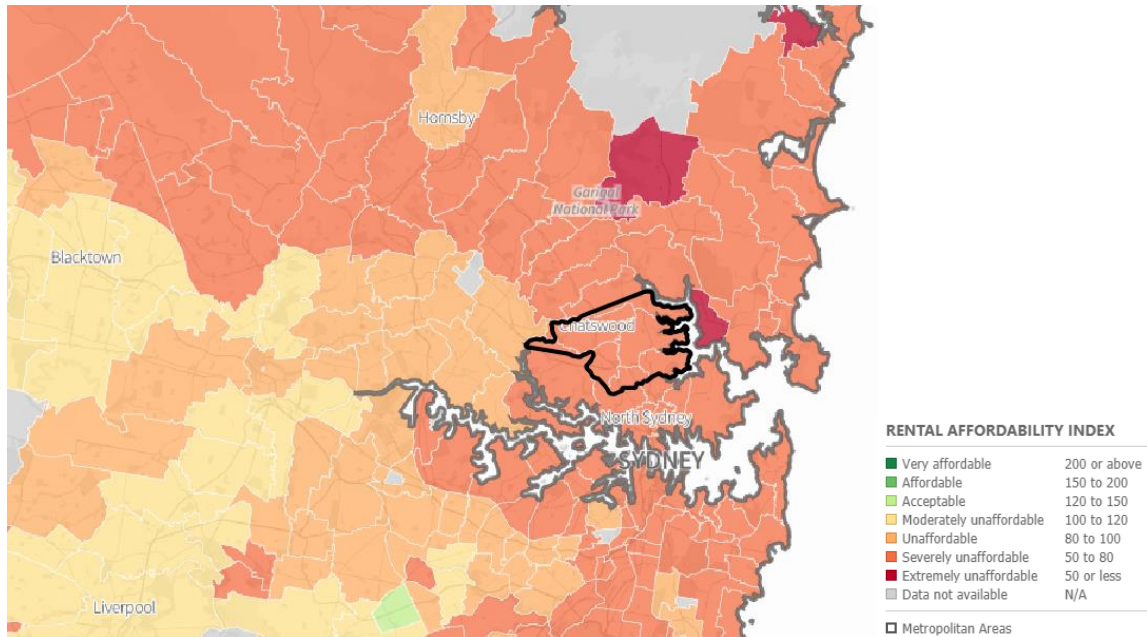 Hornsby
Garigal
National Park
Blacktown
Chatswood
North Sydney
SYDNEY
Liverpool
RENTAL AFFORDABILITY INDEX
Very affordable 200 or above
Affordable 150 to 200
Acceptable 120 to 150
Moderately unaffordable 100 to 120
Unaffordable 80 to 100
Severely unaffordable 50 to 80
Extremely unaffordable 50 or less
Data not available N/A
Metropolitan Areas